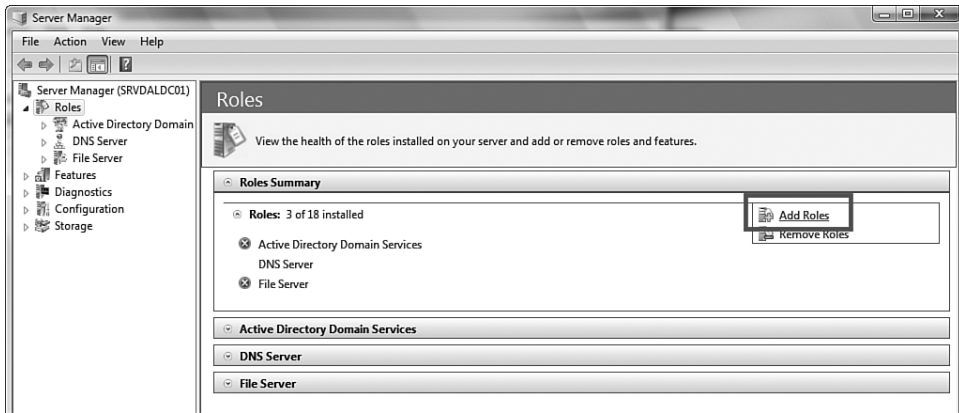 Server Manager
File Action View Help
Server Manager (SRVDALDC01)
Roles
Active Directory Domain
DNS Server
File Server
Features
Diagnostics
Configuration
Storage
Roles
View the health of the roles installed on your server and add or remove roles and features.
Roles Summary
Roles: 3 of 18 installed
Add Roles
Remove Roles
Active Directory Domain Services
DNS Server
File Server
Active Directory Domain Services
DNS Server
File Server